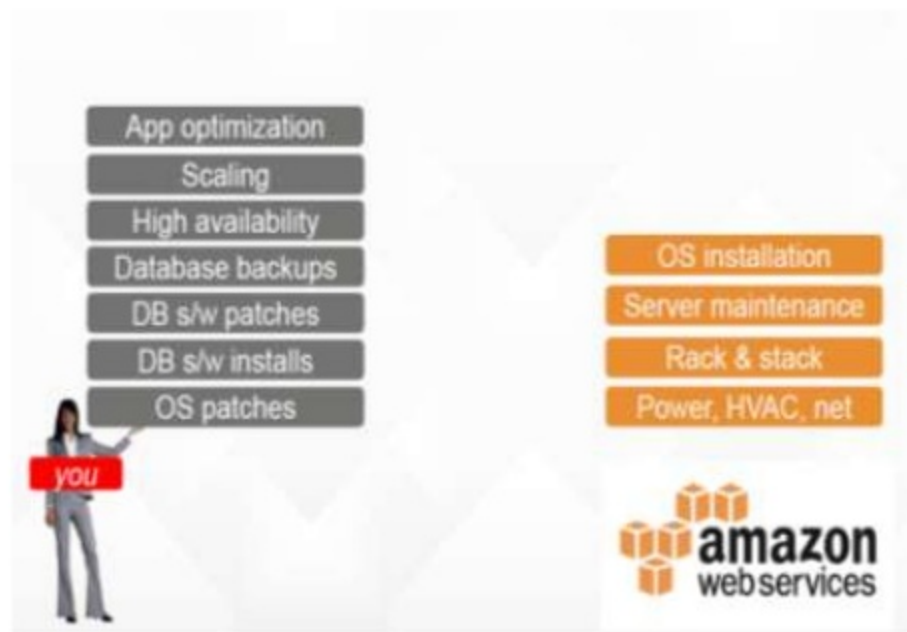 App optimization
Scaling
High availability
Database backups
DB s/w patches
DB s/w installs
OS patches
you
OS installation
Server maintenance
Rack & stack
Power, HVAC, net
amazon
webservices